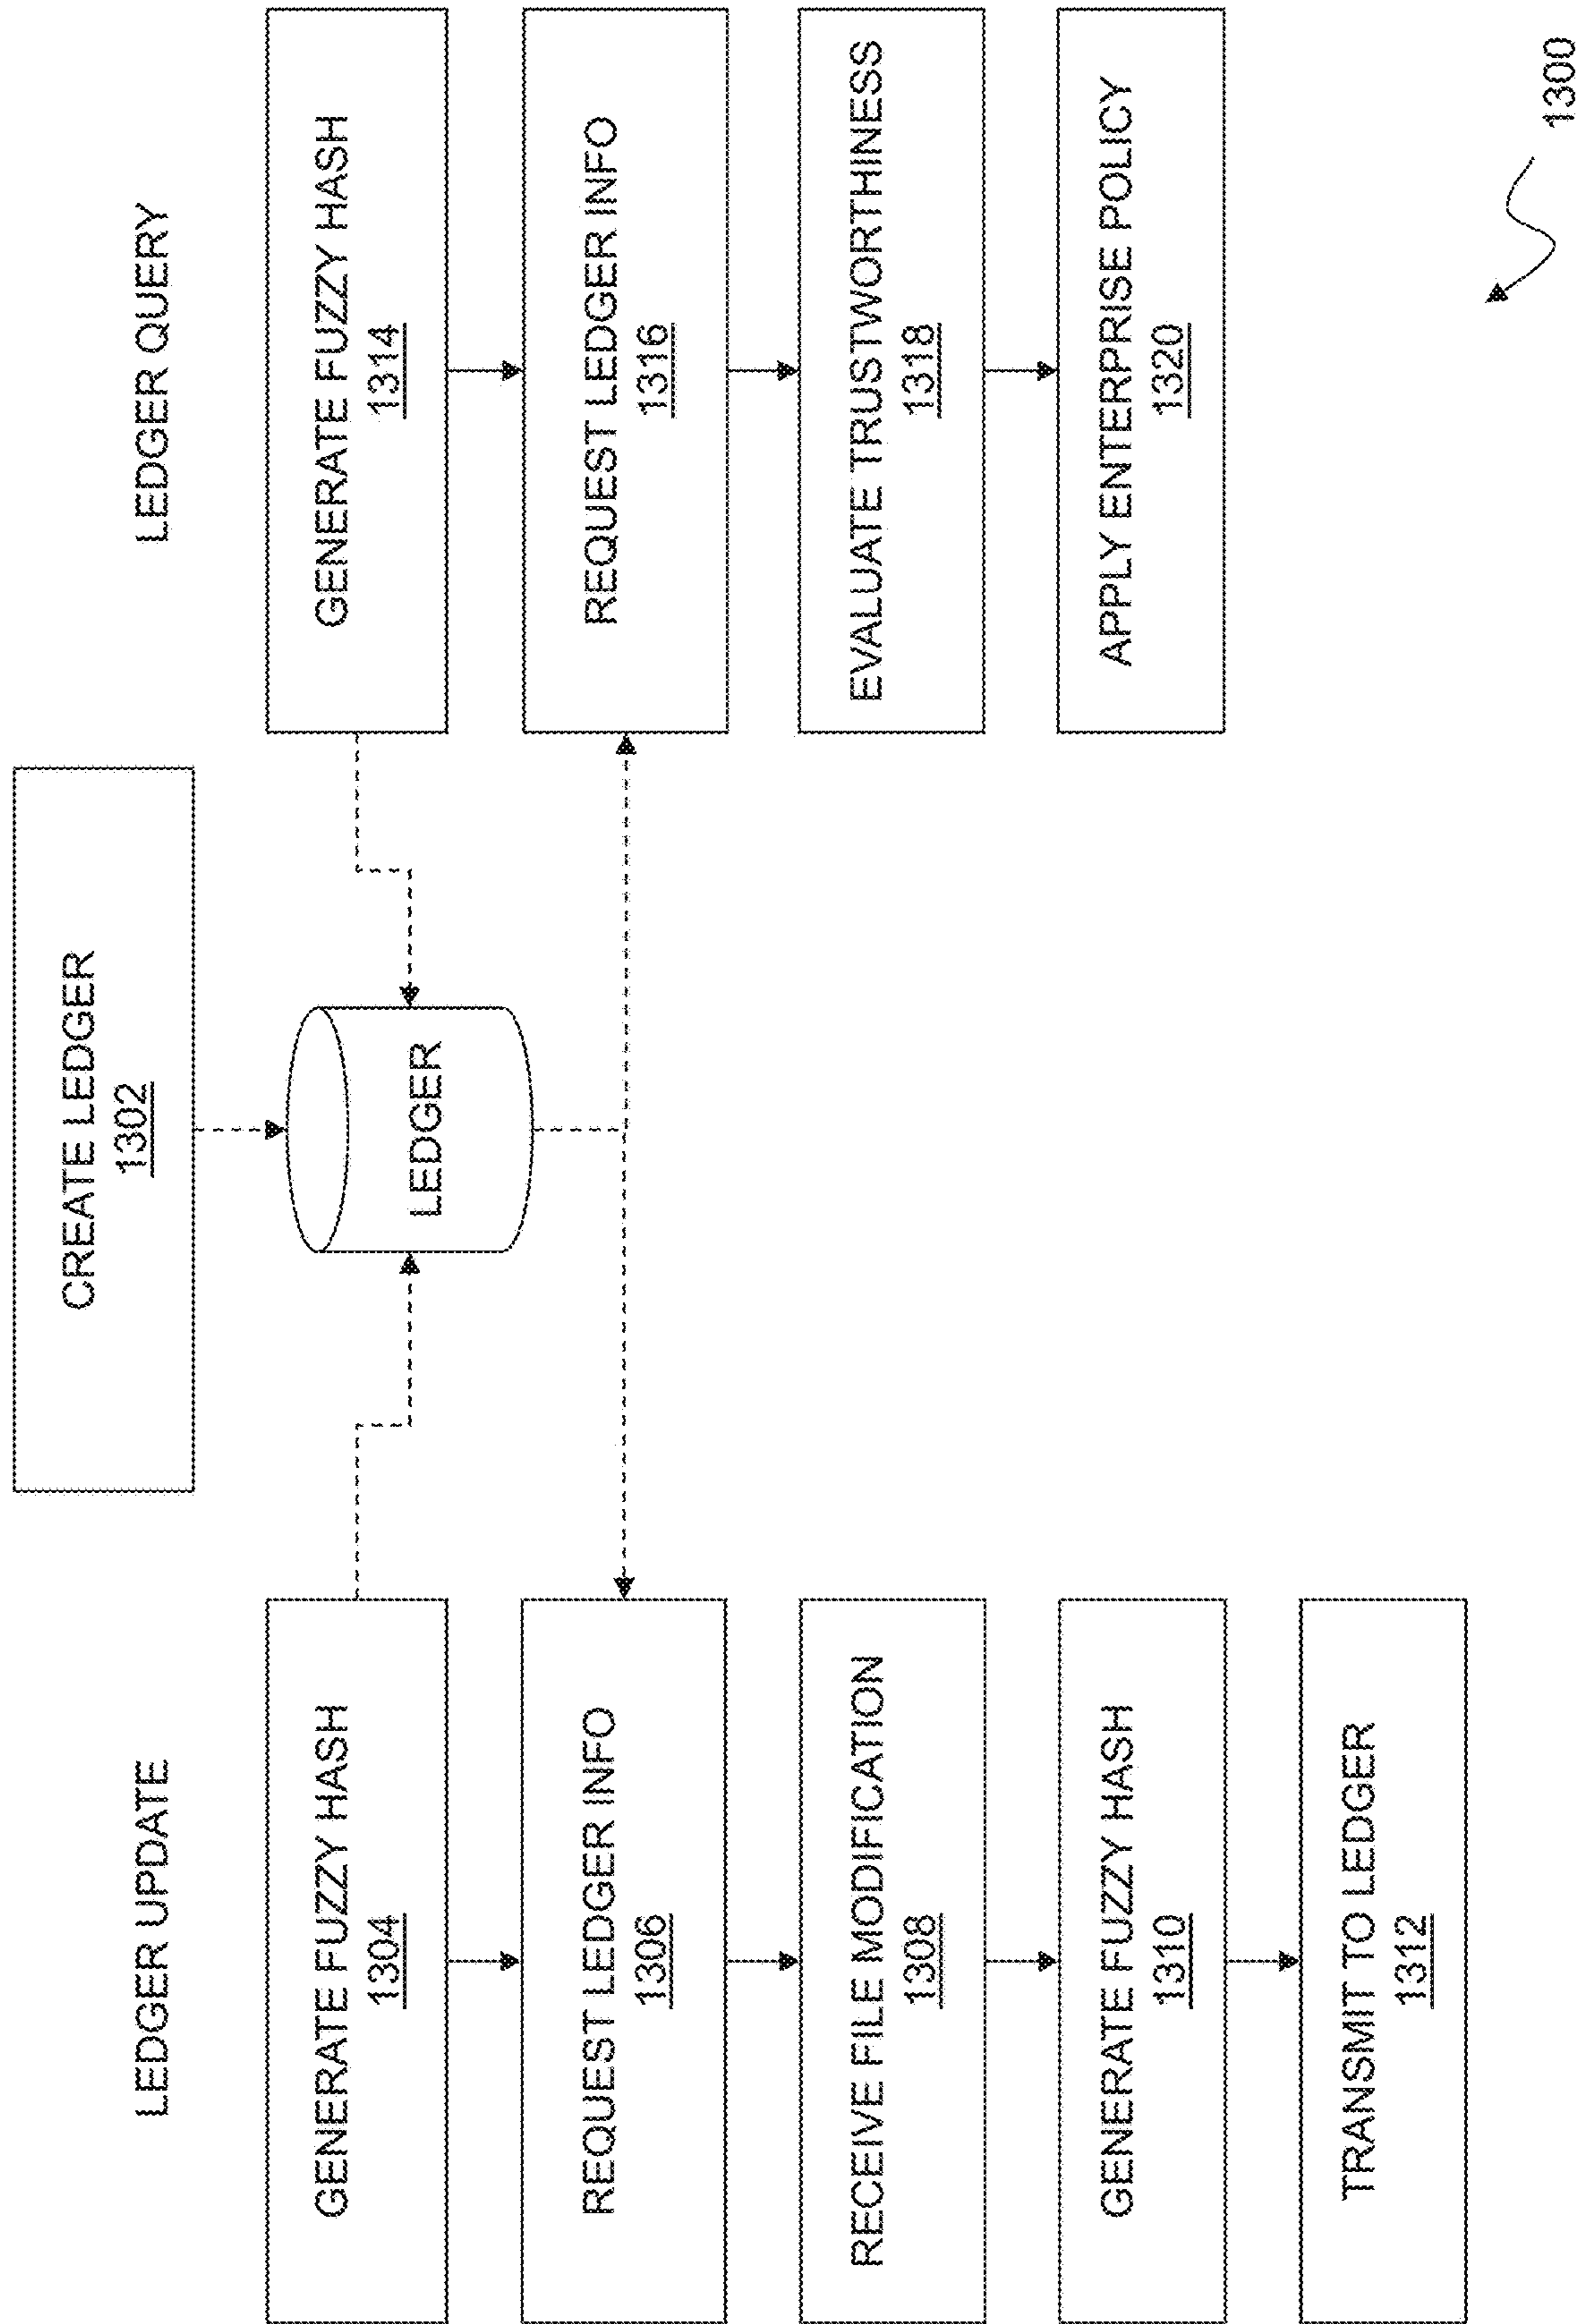 CREATE LEDGER
1302
LEDGER UPDATE
LEDGER QUERY
LEDGER
GENERATE FUZZY HASH
1304
REQUEST LEDGER INFO
1306
RECEIVE FILE MODIFICATION
1308
GENERATE FUZZY HASH
1310
TRANSMIT TO LEDGER
1312
GENERATE FUZZY HASH
1314
REQUEST LEDGER INFO
1316
EVALUATE TRUSTWORTHINESS
1318
APPLY ENTERPRISE POLICY
1320
1300